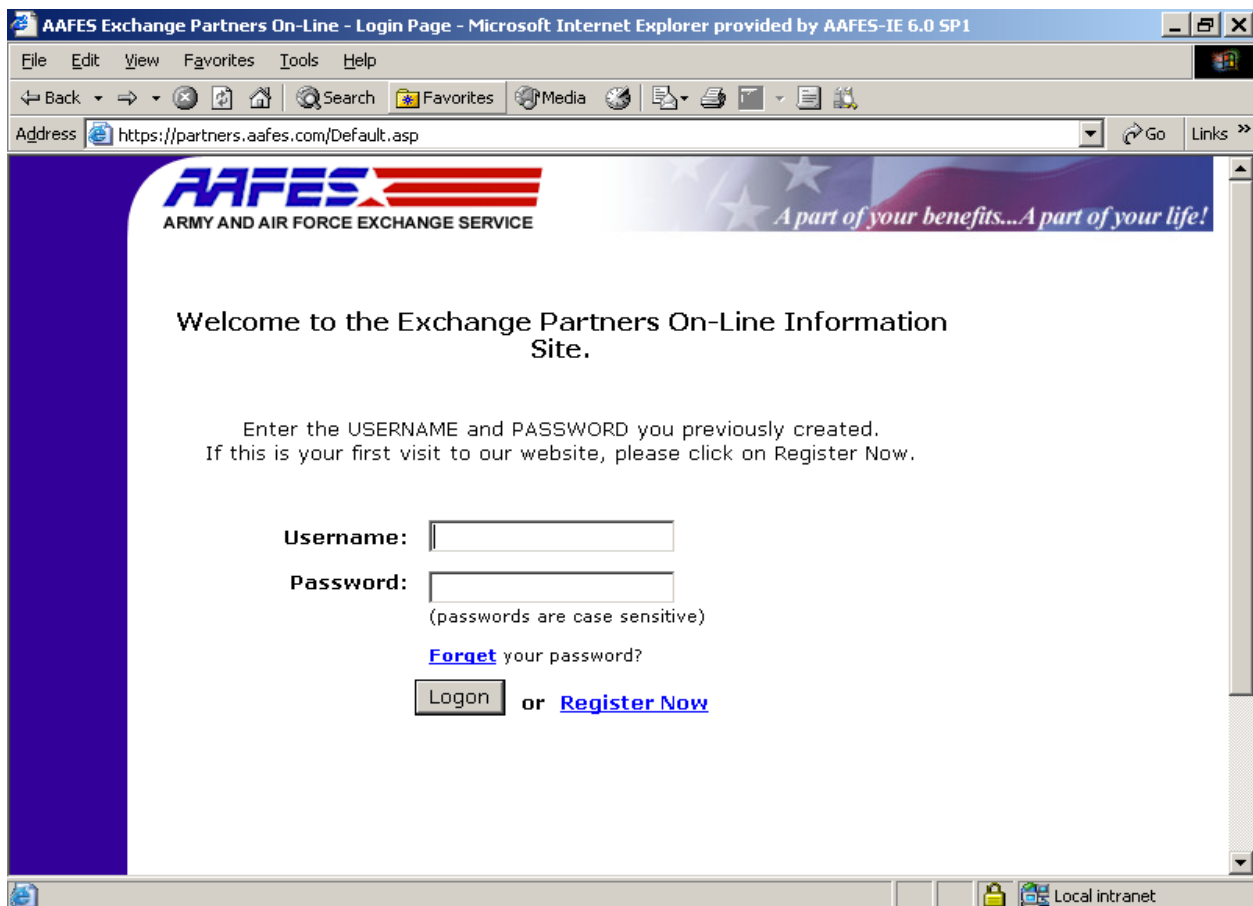 AAFES Exchange Partners On-Line - Login Page - Microsoft Internet Explorer provided by AAFES-IE 6.0 SP1
File Edit View Favorites Tools Help
Back Search Favorites Media
Address https://partners.aafes.com/Default.asp Go Links »
AAFES
ARMY AND AIR FORCE EXCHANGE SERVICE
A part of your benefits...A part of your life!
Welcome to the Exchange Partners On-Line Information
Site.
Enter the USERNAME and PASSWORD you previously created.
If this is your first visit to our website, please click on Register Now.
Username:
Password:
(passwords are case sensitive)
Forget your password?
Logon or Register Now
Local intranet